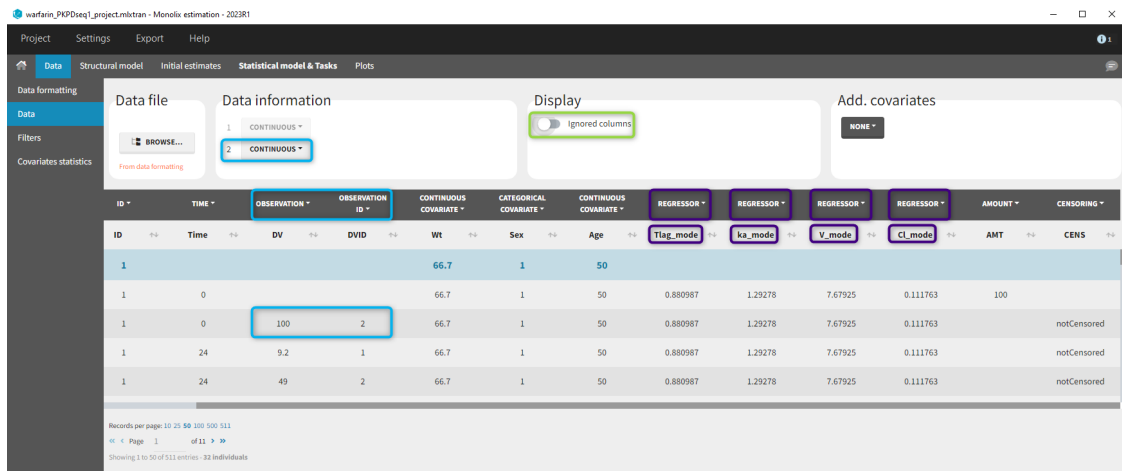 warfarin_PKPDseq1_project.mlxtran - Monolix estimation - 2023R1
Project Settings Export Help 1
Data Structural model Initial estimates Statistical model & Tasks Plots
Data formatting
Data
Filters
Covariates statistics
Data file
BROWSE...
From data formatting
Data information
1 CONTINUOUS
2 CONTINUOUS
Display
Ignored columns
Add. covariates
NONE
ID TIME OBSERVATION OBSERVATION ID CONTINUOUS COVARIATE CATEGORICAL COVARIATE CONTINUOUS COVARIATE REGRESSOR REGRESSOR REGRESSOR REGRESSOR AMOUNT CENSORING
ID Time DV DVID Wt Sex Age Tlag_mode ka_mode V_mode Cl_mode AMT CENS
1 66.7 1 50
1 0 66.7 1 50 0.880987 1.29278 7.67925 0.111763 100
1 0 100 2 66.7 1 50 0.880987 1.29278 7.67925 0.111763 notCensored
1 24 9.2 1 66.7 1 50 0.880987 1.29278 7.67925 0.111763 notCensored
1 24 49 2 66.7 1 50 0.880987 1.29278 7.67925 0.111763 notCensored
Records per page: 10 25 50 100 500 511
Page 1 of 11
Showing 1 to 50 of 511 entries - 32 individuals